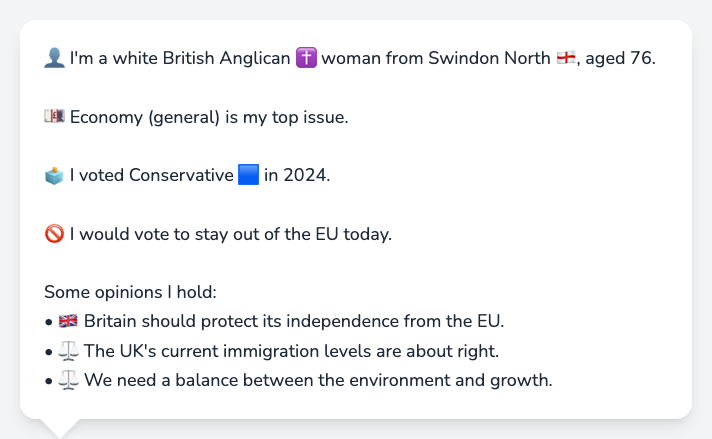 👤 I'm a white British Anglican ✝️ woman from Swindon North 🏴󠁧󠁢󠁥󠁮󠁧󠁿, aged 76.
💷 Economy (general) is my top issue.
🗳️ I voted Conservative 🟦 in 2024.
🚫 I would vote to stay out of the EU today.
Some opinions I hold:
• 🇬🇧 Britain should protect its independence from the EU.
• ⚖️ The UK's current immigration levels are about right.
• ⚖️ We need a balance between the environment and growth.